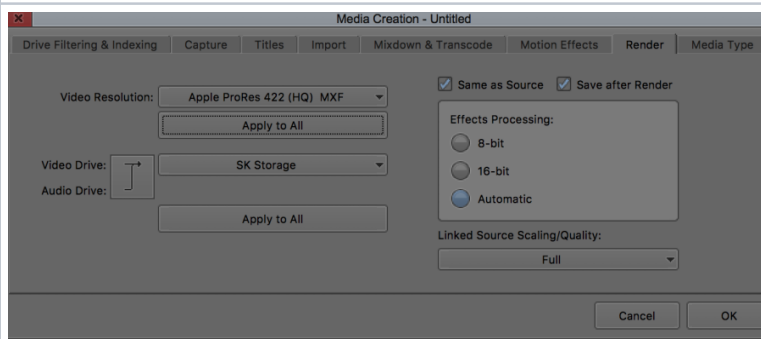 Media Creation - Untitled
Drive Filtering & Indexing Capture Titles Import Mixdown & Transcode Motion Effects Render Media Type
Video Resolution: Apple ProRes 422 (HQ) MXF
Apply to All
Video Drive: SK Storage
Audio Drive:
Apply to All
Same as Source Save after Render
Effects Processing:
8-bit
16-bit
Automatic
Linked Source Scaling/Quality:
Full
Cancel OK